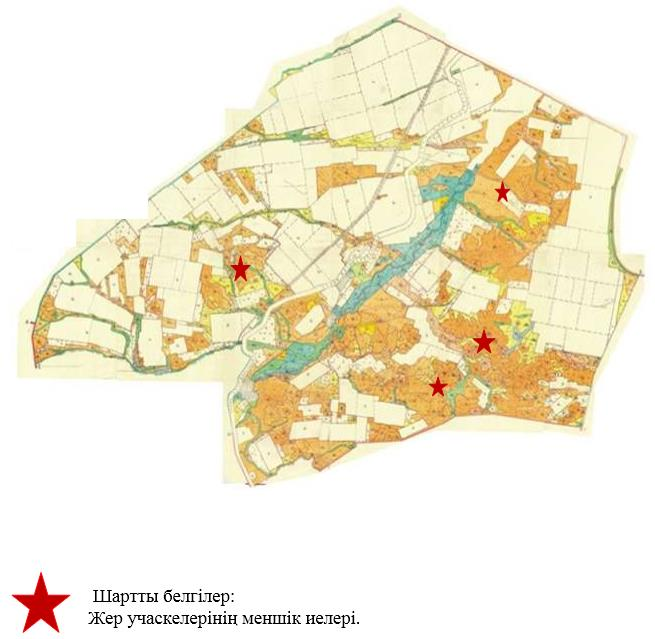 Шартты белгілер:
Жер учаскелерінің меншік иелері.